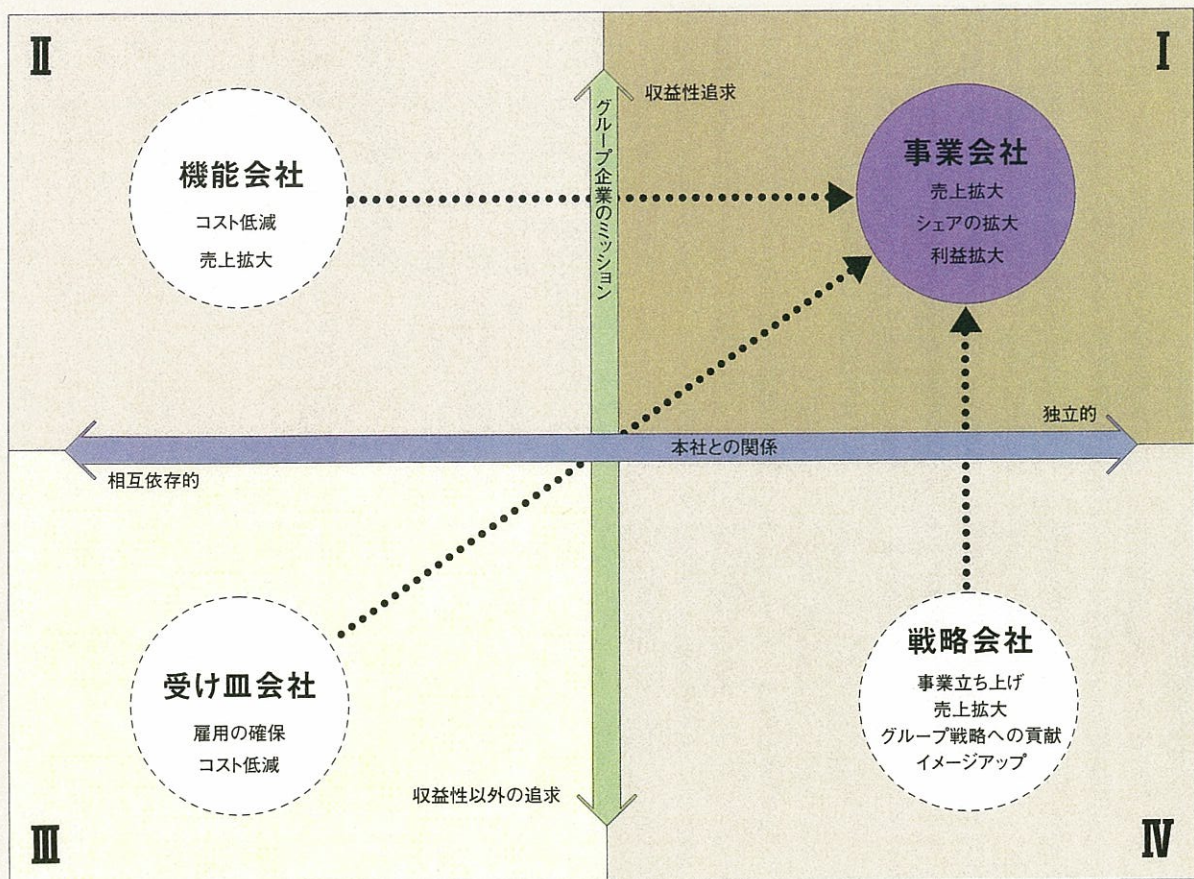 II
I
収益性追求
グループ企業のミッション
機能会社
コスト低減
売上拡大
事業会社
売上拡大
シェアの拡大
利益拡大
独立的
本社との関係
相互依存的
受け皿会社
雇用の確保
コスト低減
戦略会社
事業立ち上げ
売上拡大
グループ戦略への貢献
イメージアップ
収益性以外の追求
III
IV